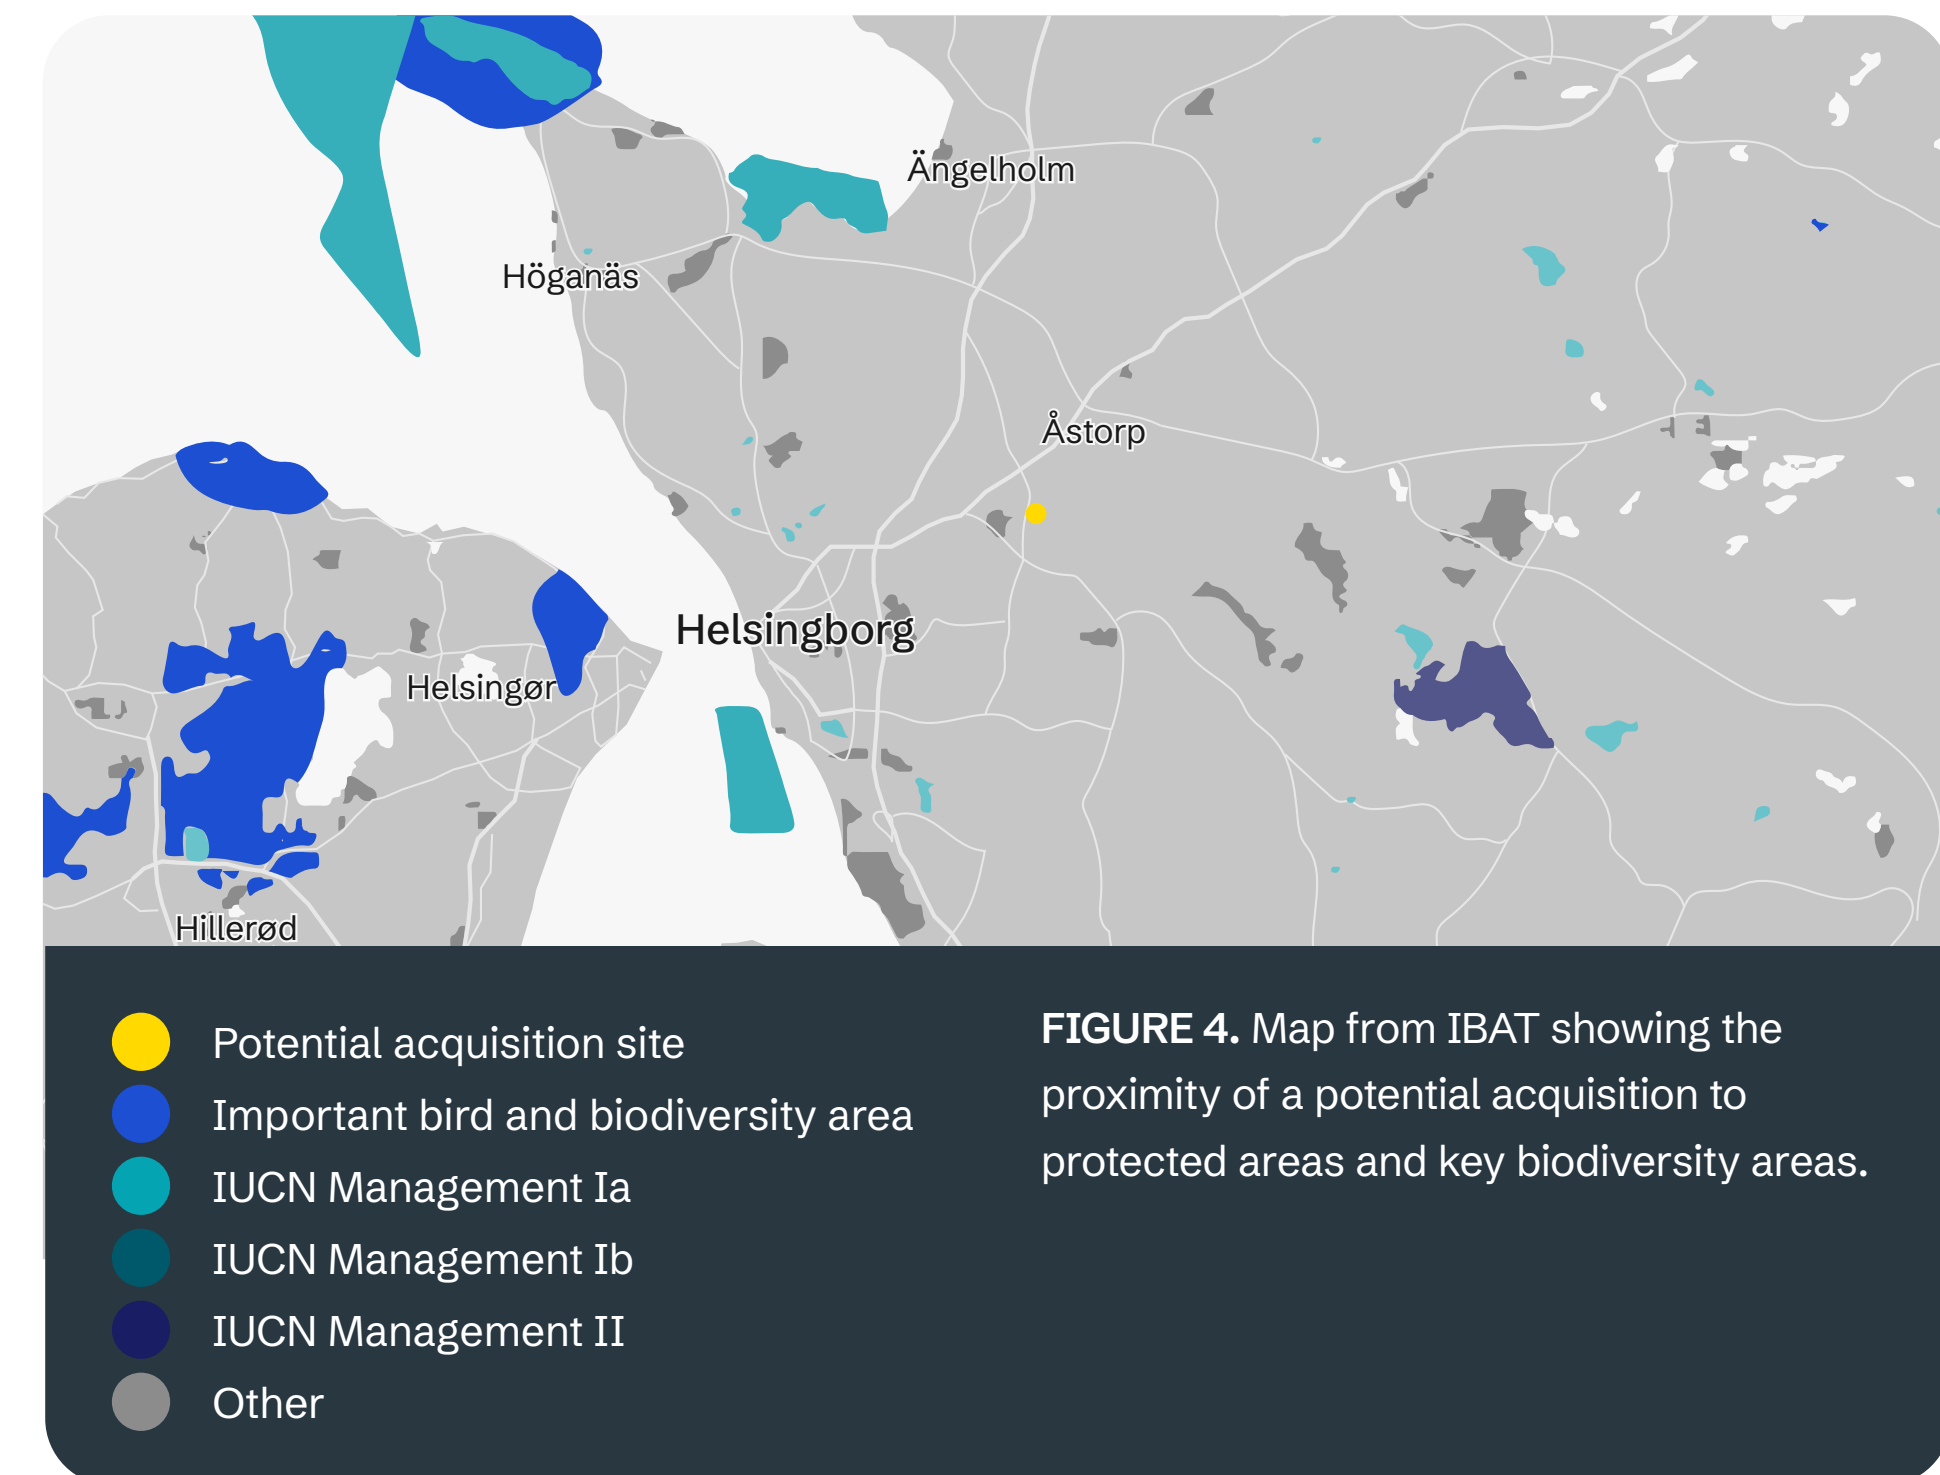 Ängelholm
Höganäs
Åstorp
Helsingborg
Helsingør
Hillerød
Potential acquisition site
Important bird and biodiversity area
IUCN Management Ia
IUCN Management Ib
IUCN Management II
Other
FIGURE 4. Map from IBAT showing the
proximity of a potential acquisition to
protected areas and key biodiversity areas.